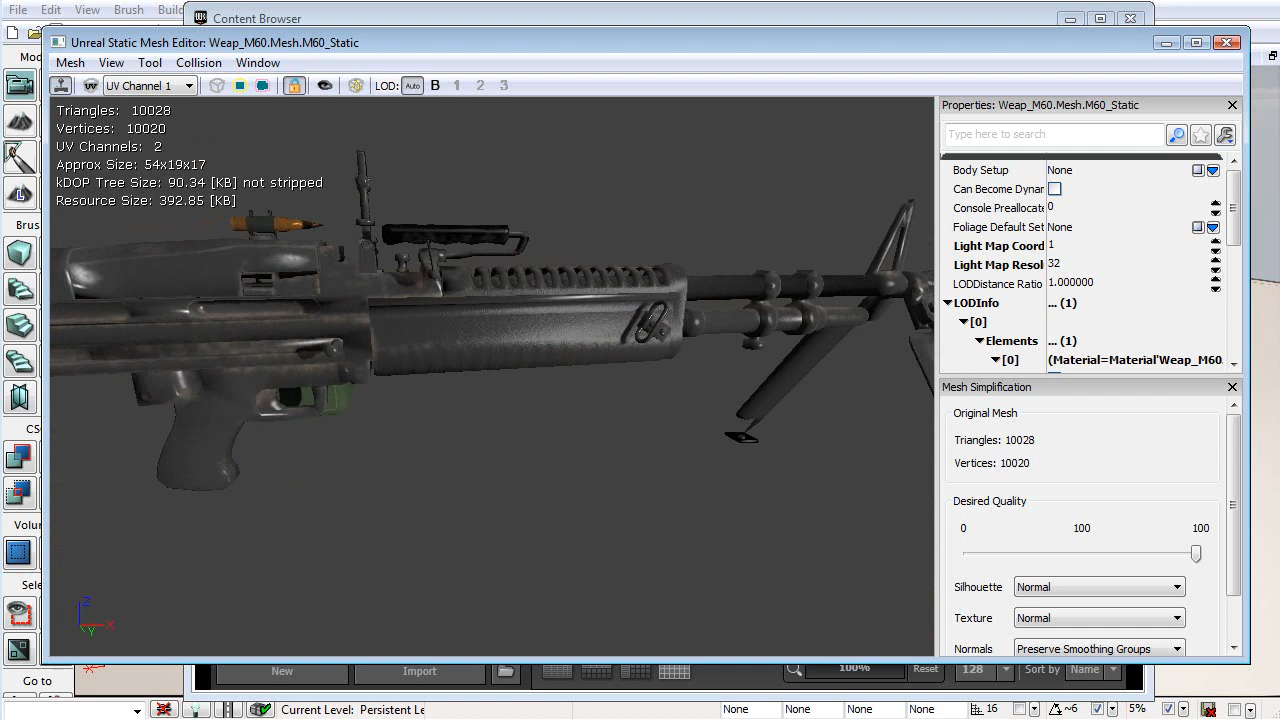 File Edit View Brush Build
Content Browser
Unreal Static Mesh Editor: Weap_M60.Mesh.M60_Static
Mesh View Tool Collision Window
UV Channel 1 LOD: Auto B 1 2 3
Triangles: 10028
Vertices: 10020
UV Channels: 2
Approx Size: 54x19x17
kDOP Tree Size: 90.34 [KB] not stripped
Resource Size: 392.85 [KB]
Z
X
Y
Properties: Weap_M60.Mesh.M60_Static
Type here to search
Body Setup None
Can Become Dynar
Console Preallocate 0
Foliage Default Set None
Light Map Coord 1
Light Map Resol 32
LODDistance Ratio 1.000000
LODInfo ... (1)
[0]
Elements ... (1)
[0] (Material=Material'Weap_M60.
Mesh Simplification
Original Mesh
Triangles: 10028
Vertices: 10020
Desired Quality
0 100 100
Silhouette Normal
Texture Normal
Normals Preserve Smoothing Groups
Mo
Brus
CS
Volu
Sele
Go to
New Import 100% Reset 128 Sort by Name
Current Level: Persistent Le
None None None None 16 ~6 5%